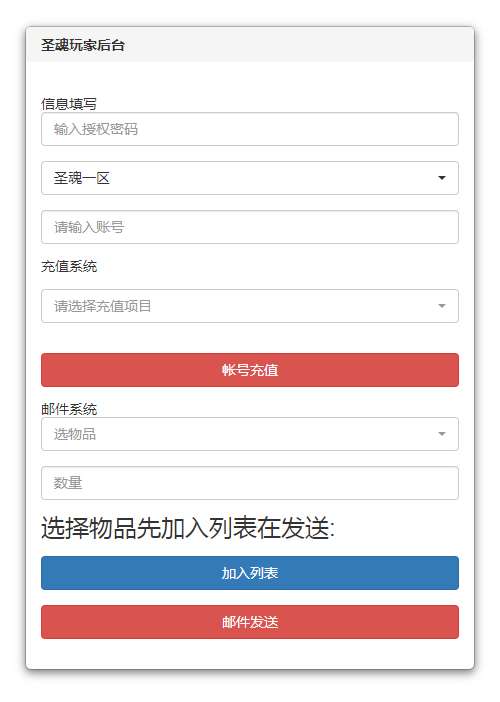 圣魂玩家后台
信息填写
输入授权密码
圣魂一区
请输入账号
充值系统
请选择充值项目
帐号充值
邮件系统
选物品
数量
选择物品先加入列表在发送:
加入列表
邮件发送